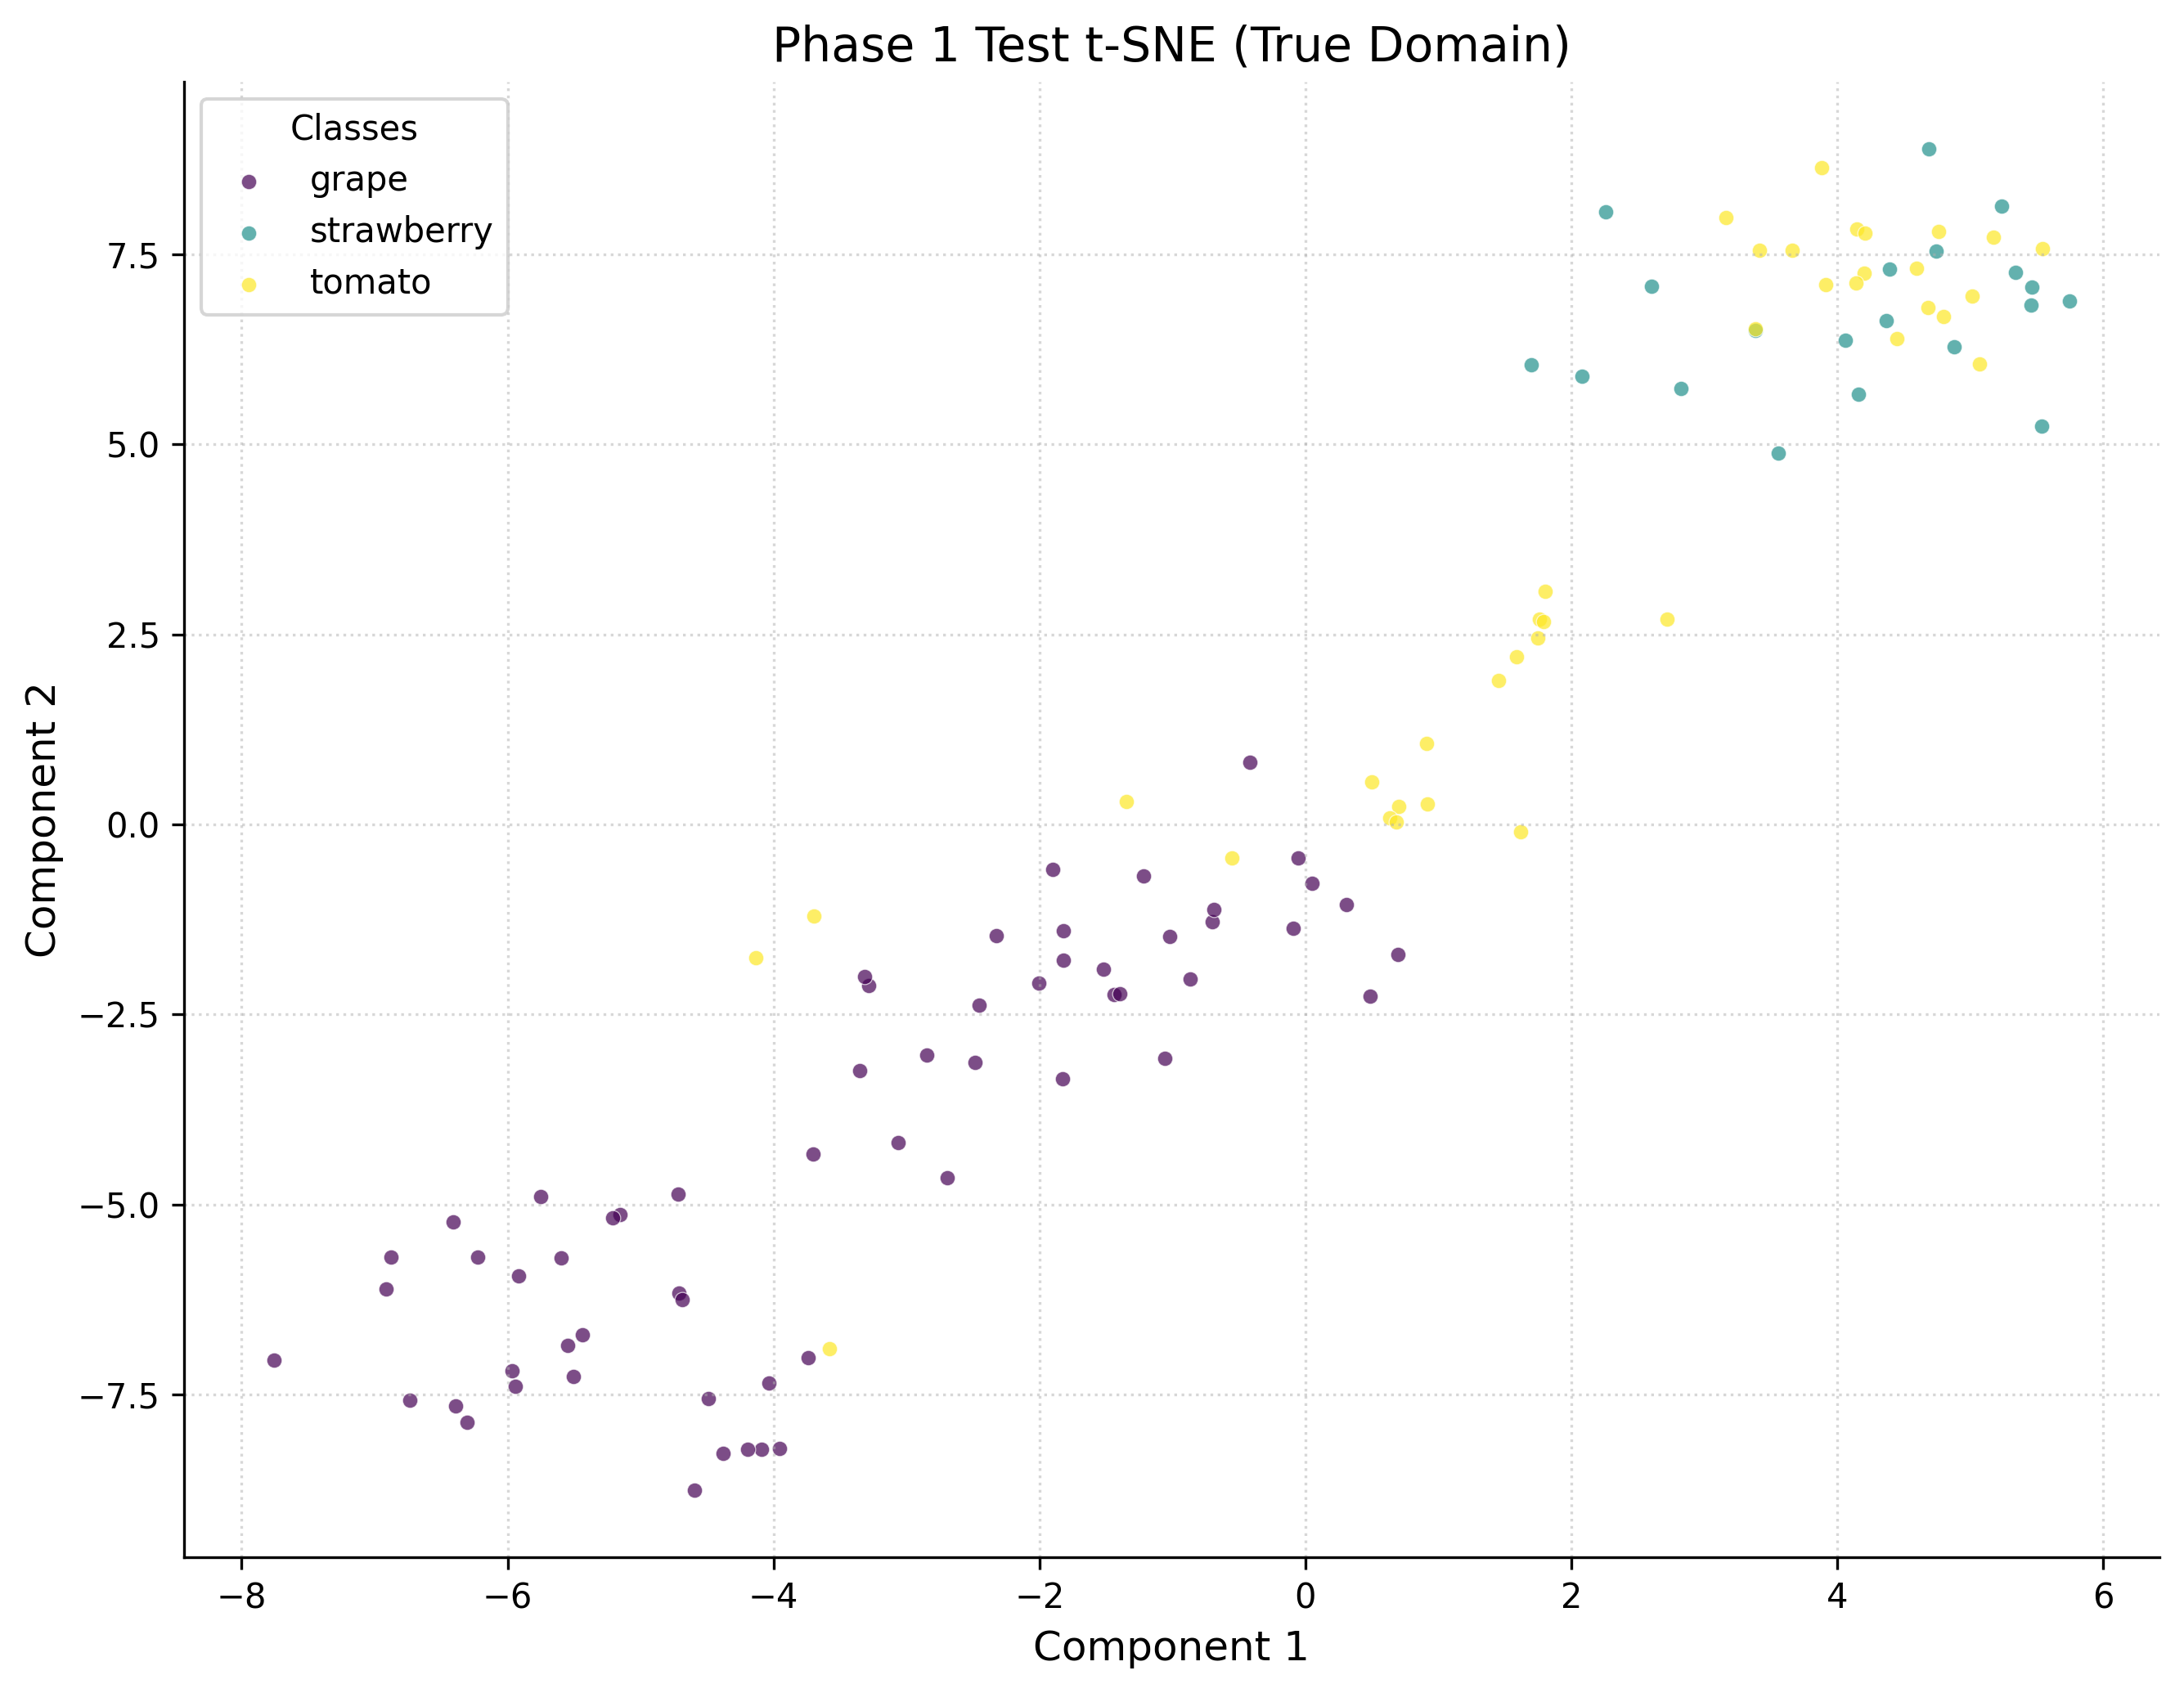 Phase 1 Test t-SNE (True Domain)
Classes
grape
strawberry
tomato
7.5
5.0
2.5
0.0
−2.5
−5.0
−7.5
Component 2
−8 −6 −4 −2 0 2 4 6
Component 1